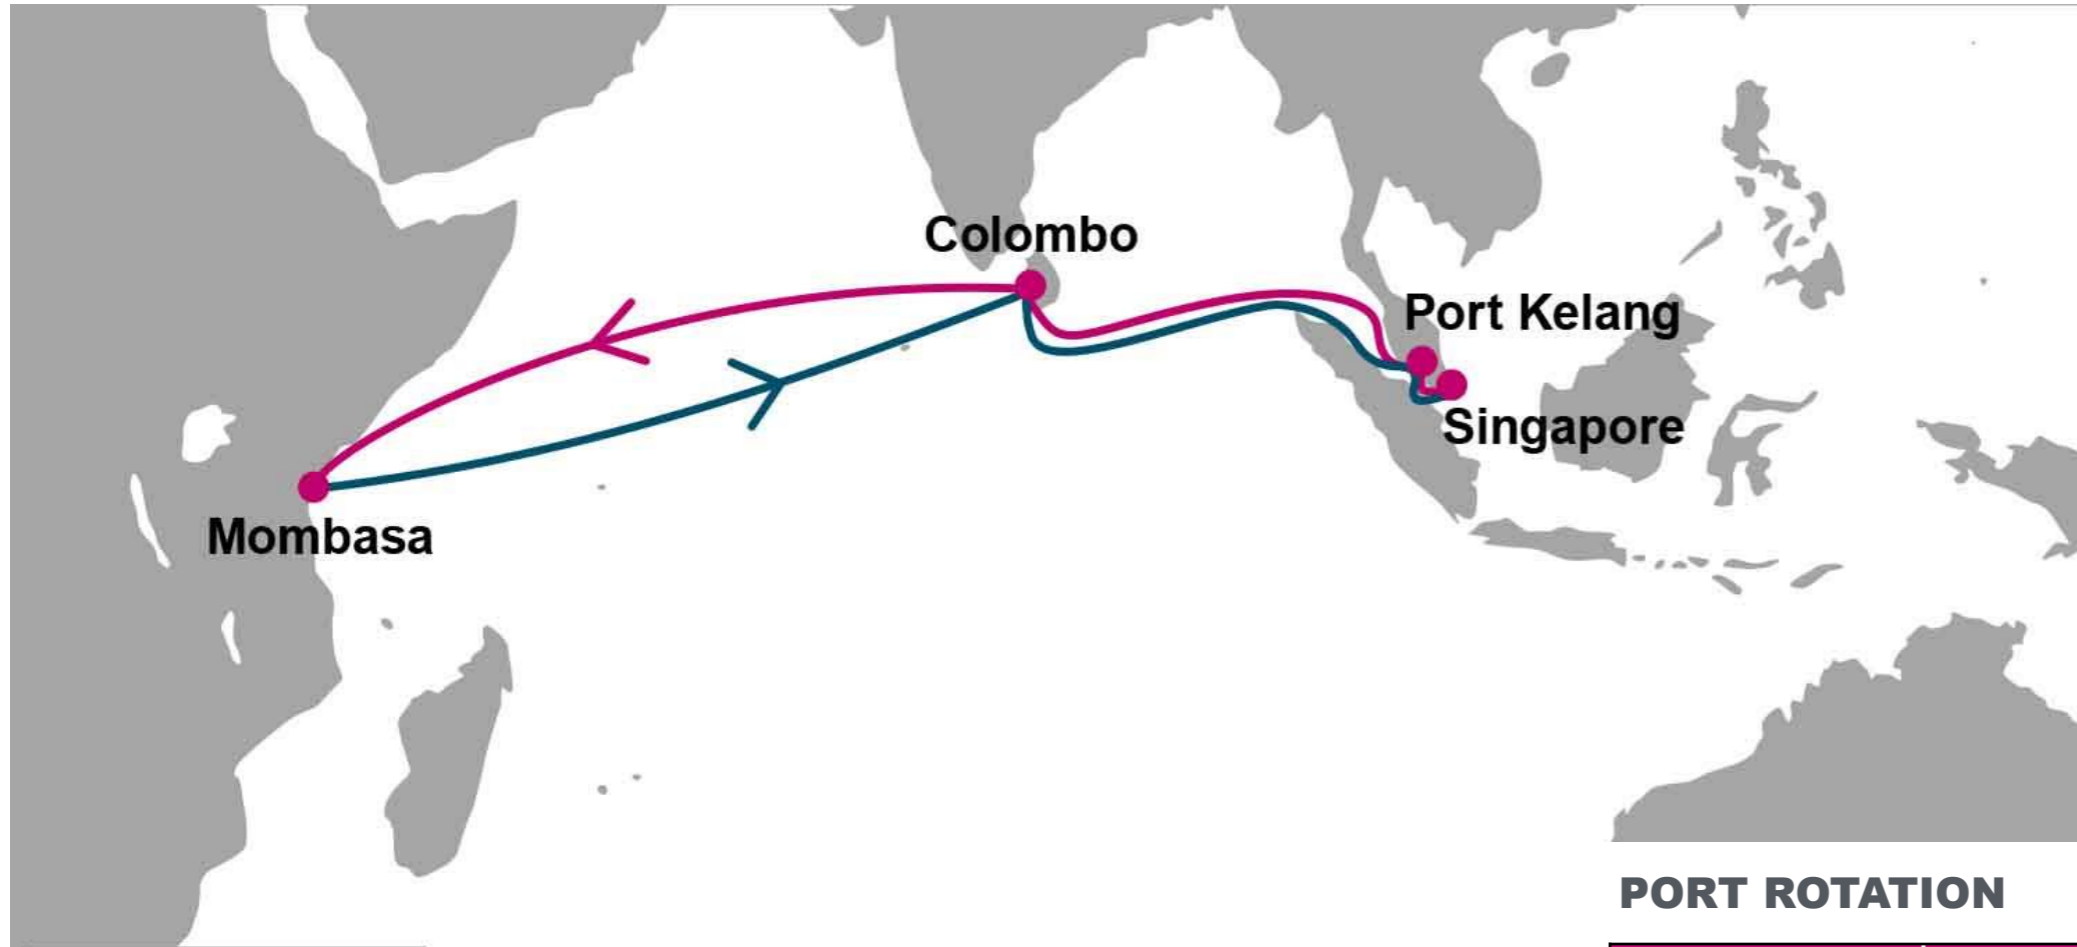 Colombo
Port Kelang
Singapore
Mombasa
PORT ROTATION